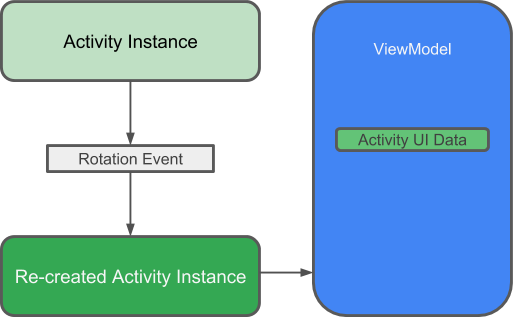 Activity Instance
ViewModel
Activity UI Data
Rotation Event
Re-created Activity Instance